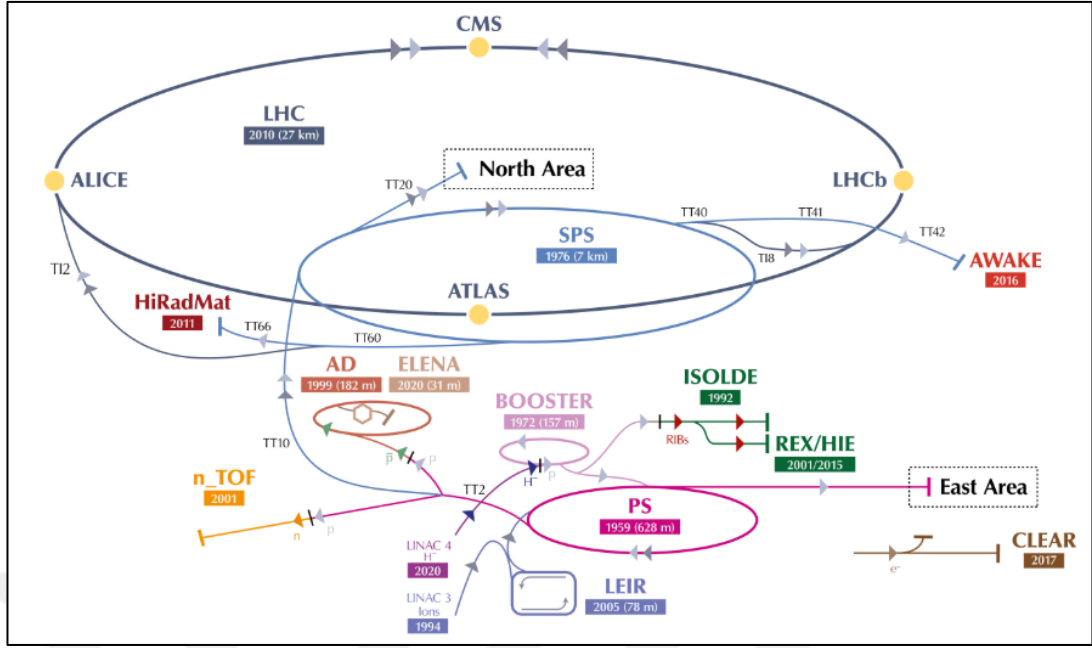 CMS
LHC
2010 (27 km)
North Area
ALICE
LHCb
TT20
TT40
TT41
TT42
SPS
1976 (7 km)
TI2
TI8
AWAKE
2016
HiRadMat
2011
ATLAS
TT66
TT60
AD
1999 (182 m)
ELENA
2020 (31 m)
ISOLDE
1992
BOOSTER
1972 (157 m)
RIBs
REX/HIE
2001/2015
TT10
p̅
p
H⁻
p
n_TOF
2001
TT2
East Area
PS
1959 (628 m)
n
p
LINAC 4
H⁻
2020
CLEAR
2017
e⁻
LINAC 3
Ions
1994
LEIR
2005 (78 m)